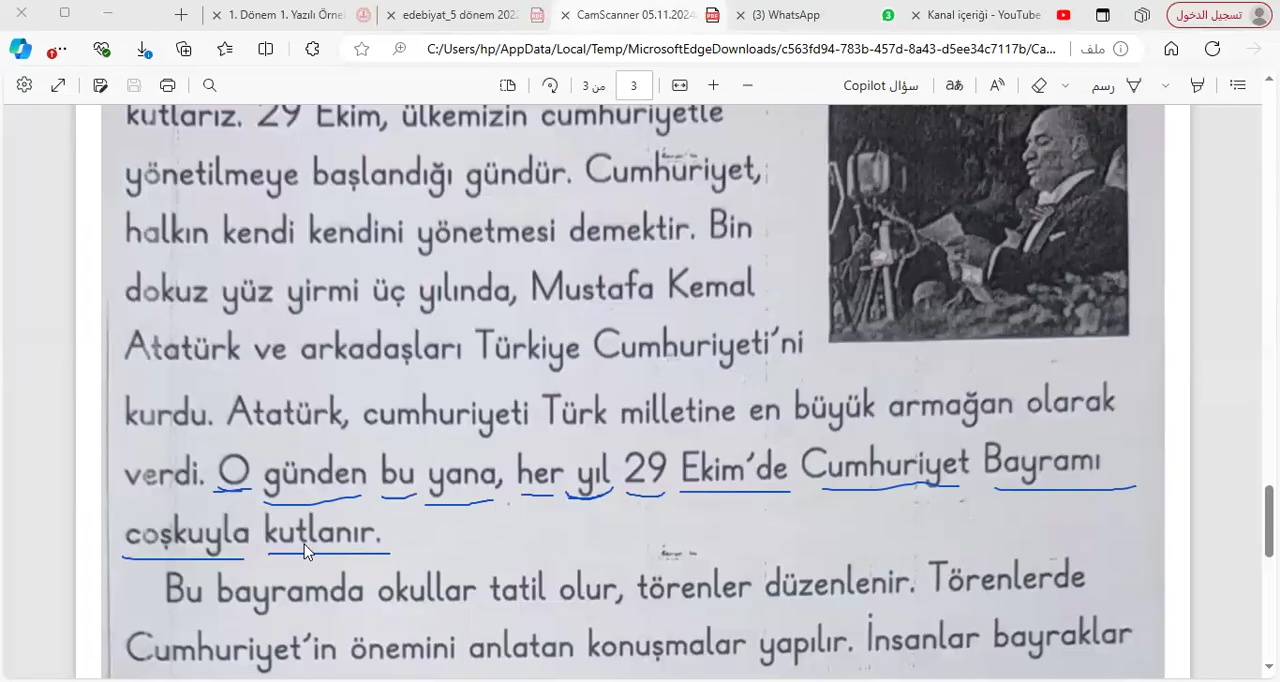 1. Dönem 1. Yazılı Örne
edebiyat_5 dönem 202
CamScanner 05.11.2024
(3) WhatsApp
3
Kanal içeriği - YouTube
تسجيل الدخول
C:/Users/hp/AppData/Local/Temp/MicrosoftEdgeDownloads/c563fd94-783b-457d-8a43-d5ee34c7117b/Ca...
ملف
3 من
3
سؤال Copilot
رسم
kutlarız. 29 Ekim, ülkemizin cumhuriyetle
yönetilmeye başlandığı gündür. Cumhuriyet,
halkın kendi kendini yönetmesi demektir. Bin
dokuz yüz yirmi üç yılında, Mustafa Kemal
Atatürk ve arkadaşları Türkiye Cumhuriyeti'ni
kurdu. Atatürk, cumhuriyeti Türk milletine en büyük armağan olarak
verdi. O günden bu yana, her yıl 29 Ekim'de Cumhuriyet Bayramı
coşkuyla kutlanır.
Bu bayramda okullar tatil olur, törenler düzenlenir. Törenlerde
Cumhuriyet'in önemini anlatan konuşmalar yapılır. İnsanlar bayraklar